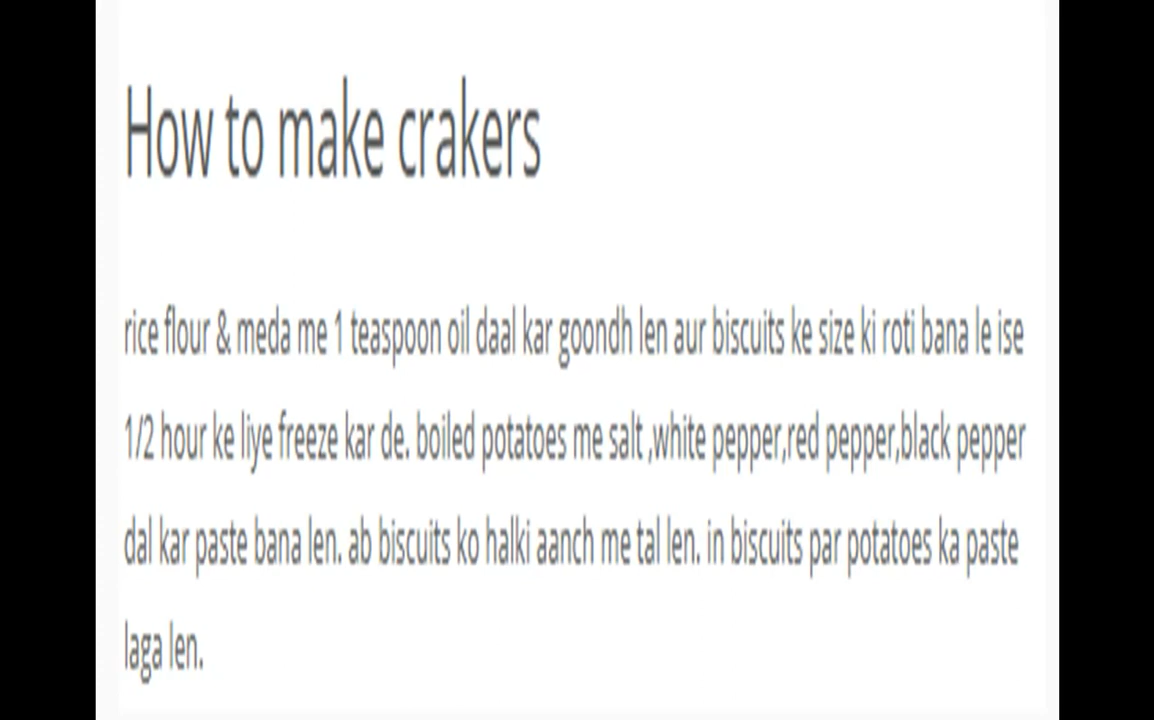 How to make crakers
rice flour & meda me 1 teaspoon oil daal kar goondh len aur biscuits ke size ki roti bana le ise
1/2 hour ke liye freeze kar de. boiled potatoes me salt ,white pepper,red pepper,black pepper
dal kar paste bana len. ab biscuits ko halki aanch me tal len. in biscuits par potatoes ka paste
laga len.